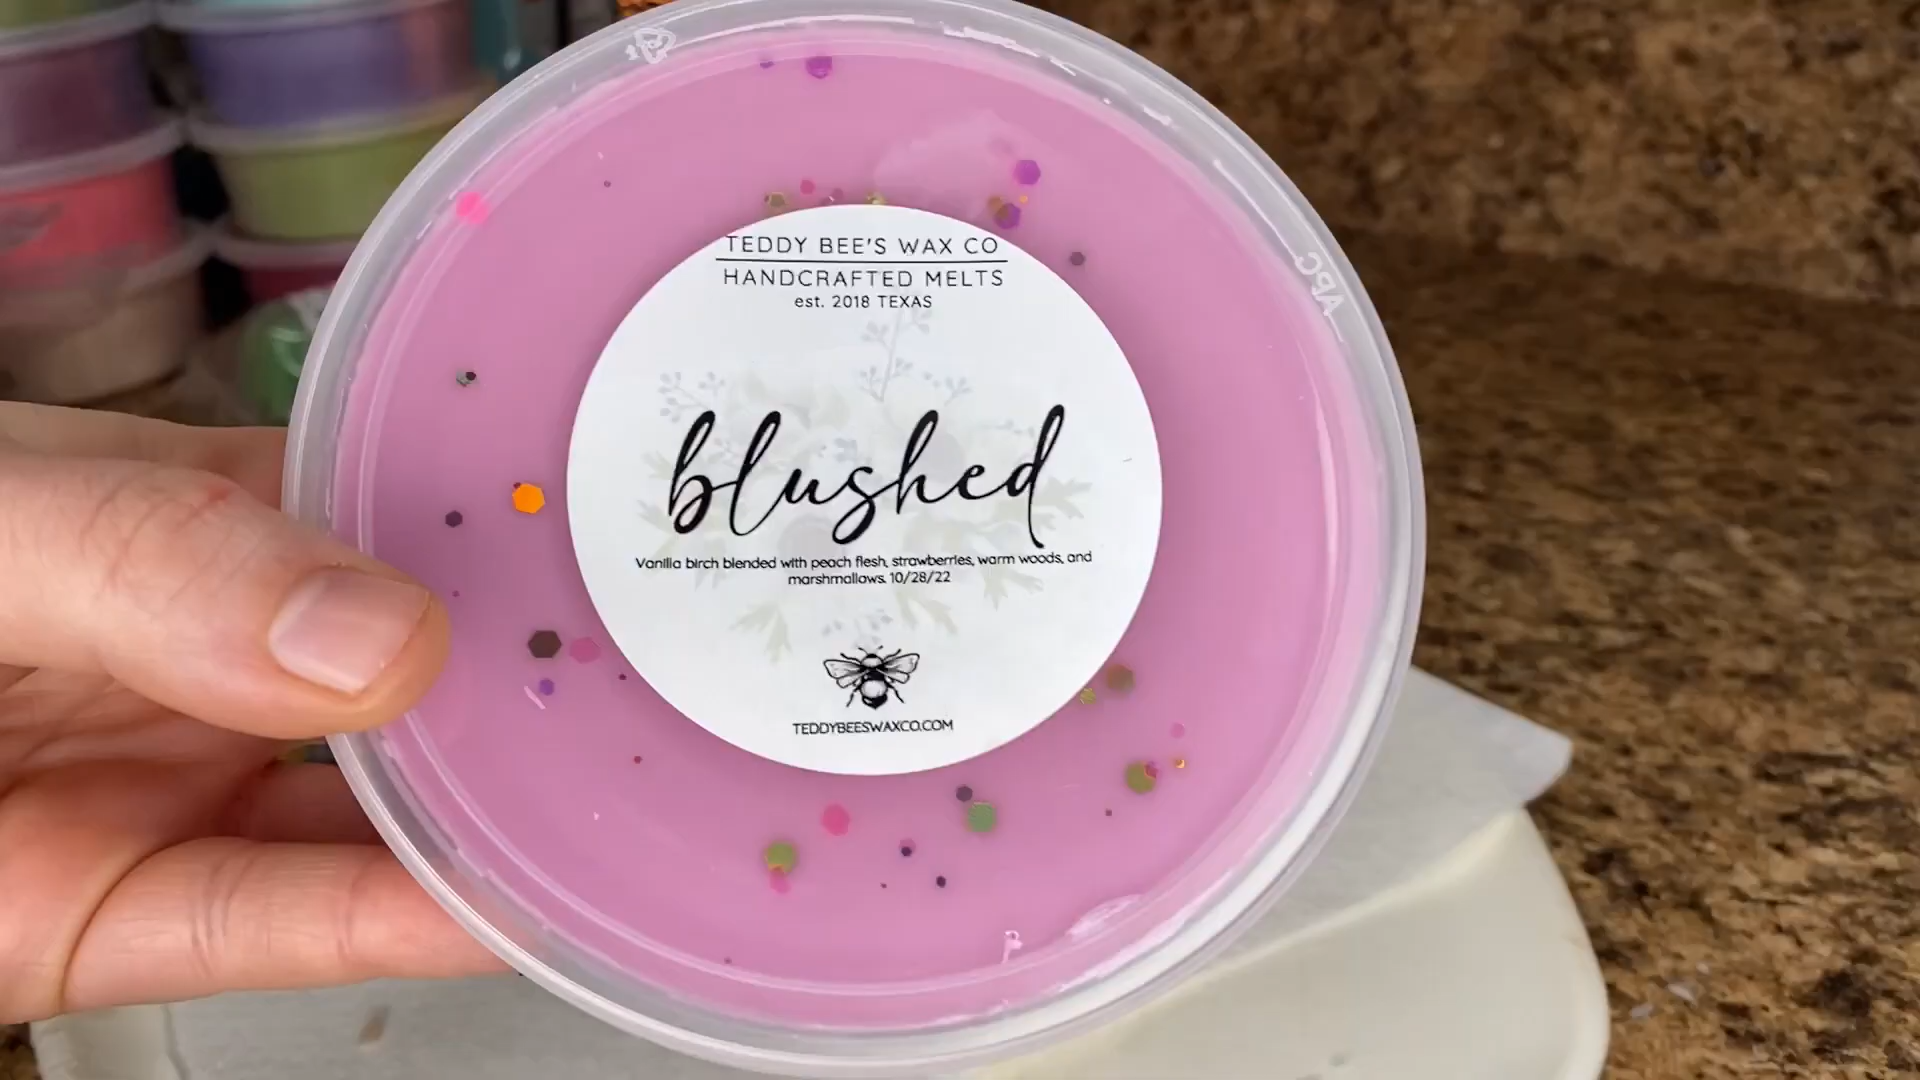 TEDDY BEE'S WAX CO
HANDCRAFTED MELTS
est. 2018 TEXAS
blushed
Vanilla birch blended with peach flesh, strawberries, warm woods, and
marshmallows. 10/28/22
TEDDYBEESWAXCO.COM
APC